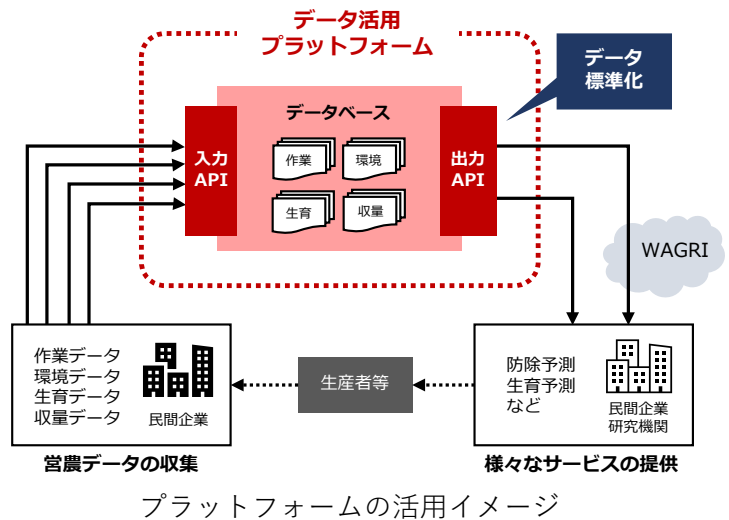 データ活用
プラットフォーム
データ
標準化
データベース
入力
API
作業
環境
生育
収量
出力
API
WAGRI
作業データ
環境データ
生育データ
収量データ
民間企業
生産者等
防除予測
生育予測
など
民間企業
研究機関
営農データの収集
様々なサービスの提供
プラットフォームの活用イメージ